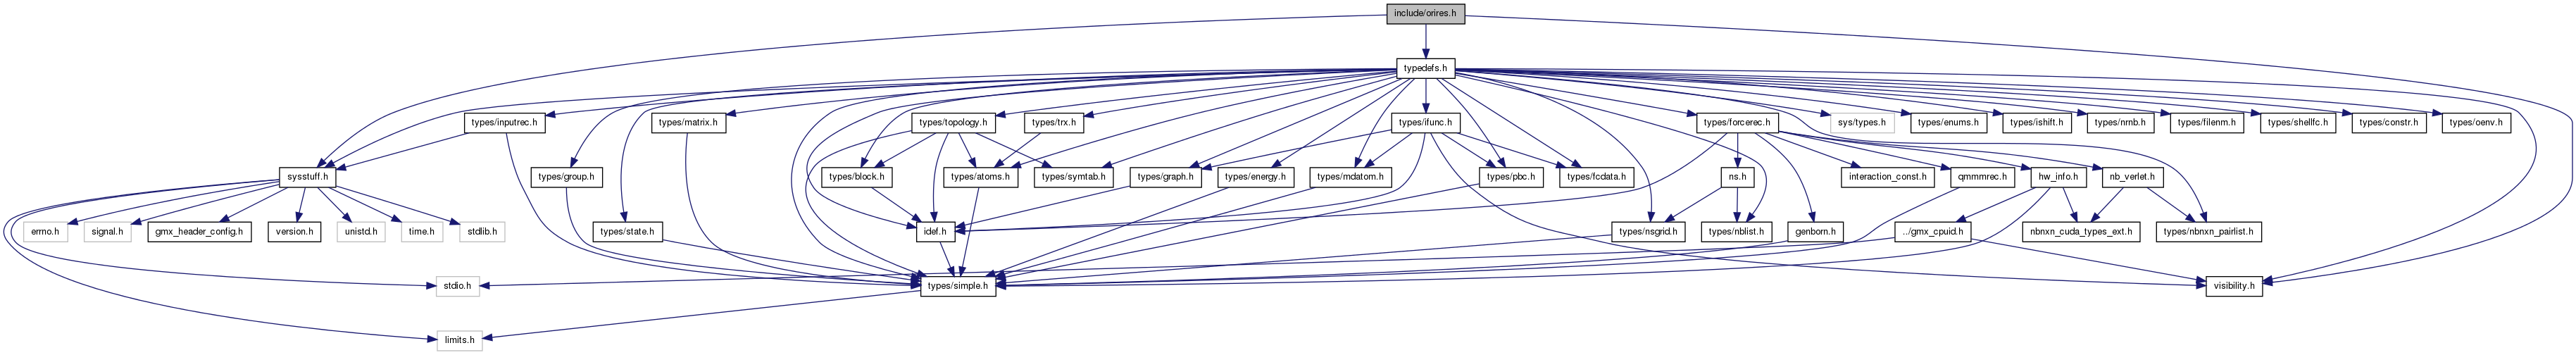 include/orires.h
typedefs.h
types/inputrec.h
types/matrix.h
types/topology.h
types/trx.h
types/ifunc.h
types/forcerec.h
sys/types.h
types/enums.h
types/ishift.h
types/nrnb.h
types/filenm.h
types/shellfc.h
types/constr.h
types/oenv.h
sysstuff.h
types/group.h
types/block.h
types/atoms.h
types/symtab.h
types/graph.h
types/energy.h
types/mdatom.h
types/pbc.h
types/fcdata.h
ns.h
interaction_const.h
qmmmrec.h
hw_info.h
nb_verlet.h
errno.h
signal.h
gmx_header_config.h
version.h
unistd.h
time.h
stdlib.h
types/state.h
idef.h
types/nsgrid.h
types/nblist.h
genborn.h
../gmx_cpuid.h
nbnxn_cuda_types_ext.h
types/nbnxn_pairlist.h
stdio.h
types/simple.h
visibility.h
limits.h